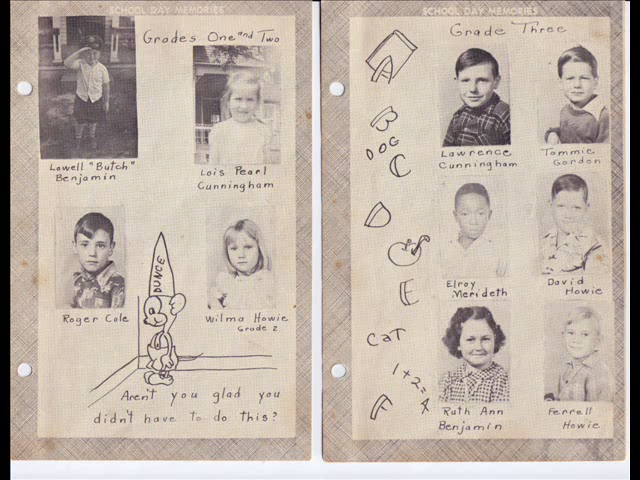 SCHOOL DAY MEMORIES
Grades One and Two
Lowell "Butch"
Benjamin
Lois Pearl
Cunningham
DUNCE
Roger Cole
Wilma Howie
Grade 2
Aren't you glad you
didn't have to do this?
SCHOOL DAY MEMORIES
Grade Three
A
B
DOG
C
D
E
CaT
1+2=4
F
Lawrence
Cunningham
Tommie
Gordon
Elroy
Merideth
David
Howie
Ruth Ann
Benjamin
Ferrell
Howie